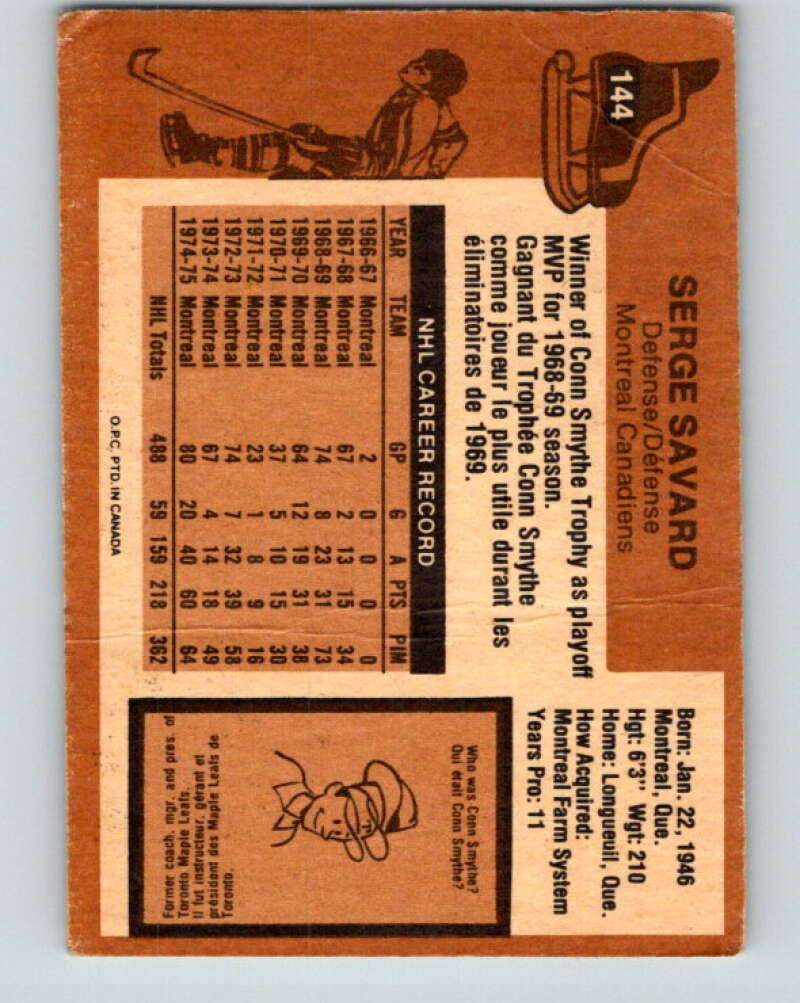 144
SERGE SAVARD
Defense/Défense
Montreal Canadiens
Winner of Conn Smythe Trophy as playoff
MVP for 1968-69 season.
Gagnant du Trophée Conn Smythe
comme joueur le plus utile durant les
éliminatoires de 1969.
Born: Jan. 22, 1946
Montreal, Que.
Hgt: 6'3" Wgt: 210
Home: Longueuil, Que.
How Acquired:
Montreal Farm System
Years Pro: 11
NHL CAREER RECORD
YEAR TEAM GP G A PTS PIM
1966-67 Montreal 2 0 0 0 0
1967-68 Montreal 67 2 13 15 34
1968-69 Montreal 74 8 23 31 73
1969-70 Montreal 64 12 19 31 38
1970-71 Montreal 37 5 10 15 30
1971-72 Montreal 23 1 8 9 16
1972-73 Montreal 74 7 32 39 58
1973-74 Montreal 67 4 14 18 49
1974-75 Montreal 80 20 40 60 64
NHL Totals 488 59 159 218 362
Who was Conn Smythe?
Qui était Conn Smythe?
Former coach, mgr. and pres. of
Toronto Maple Leafs.
Il fut instructeur, gérant et
président des Maple Leafs de
Toronto.
O.P.C. PTD. IN CANADA